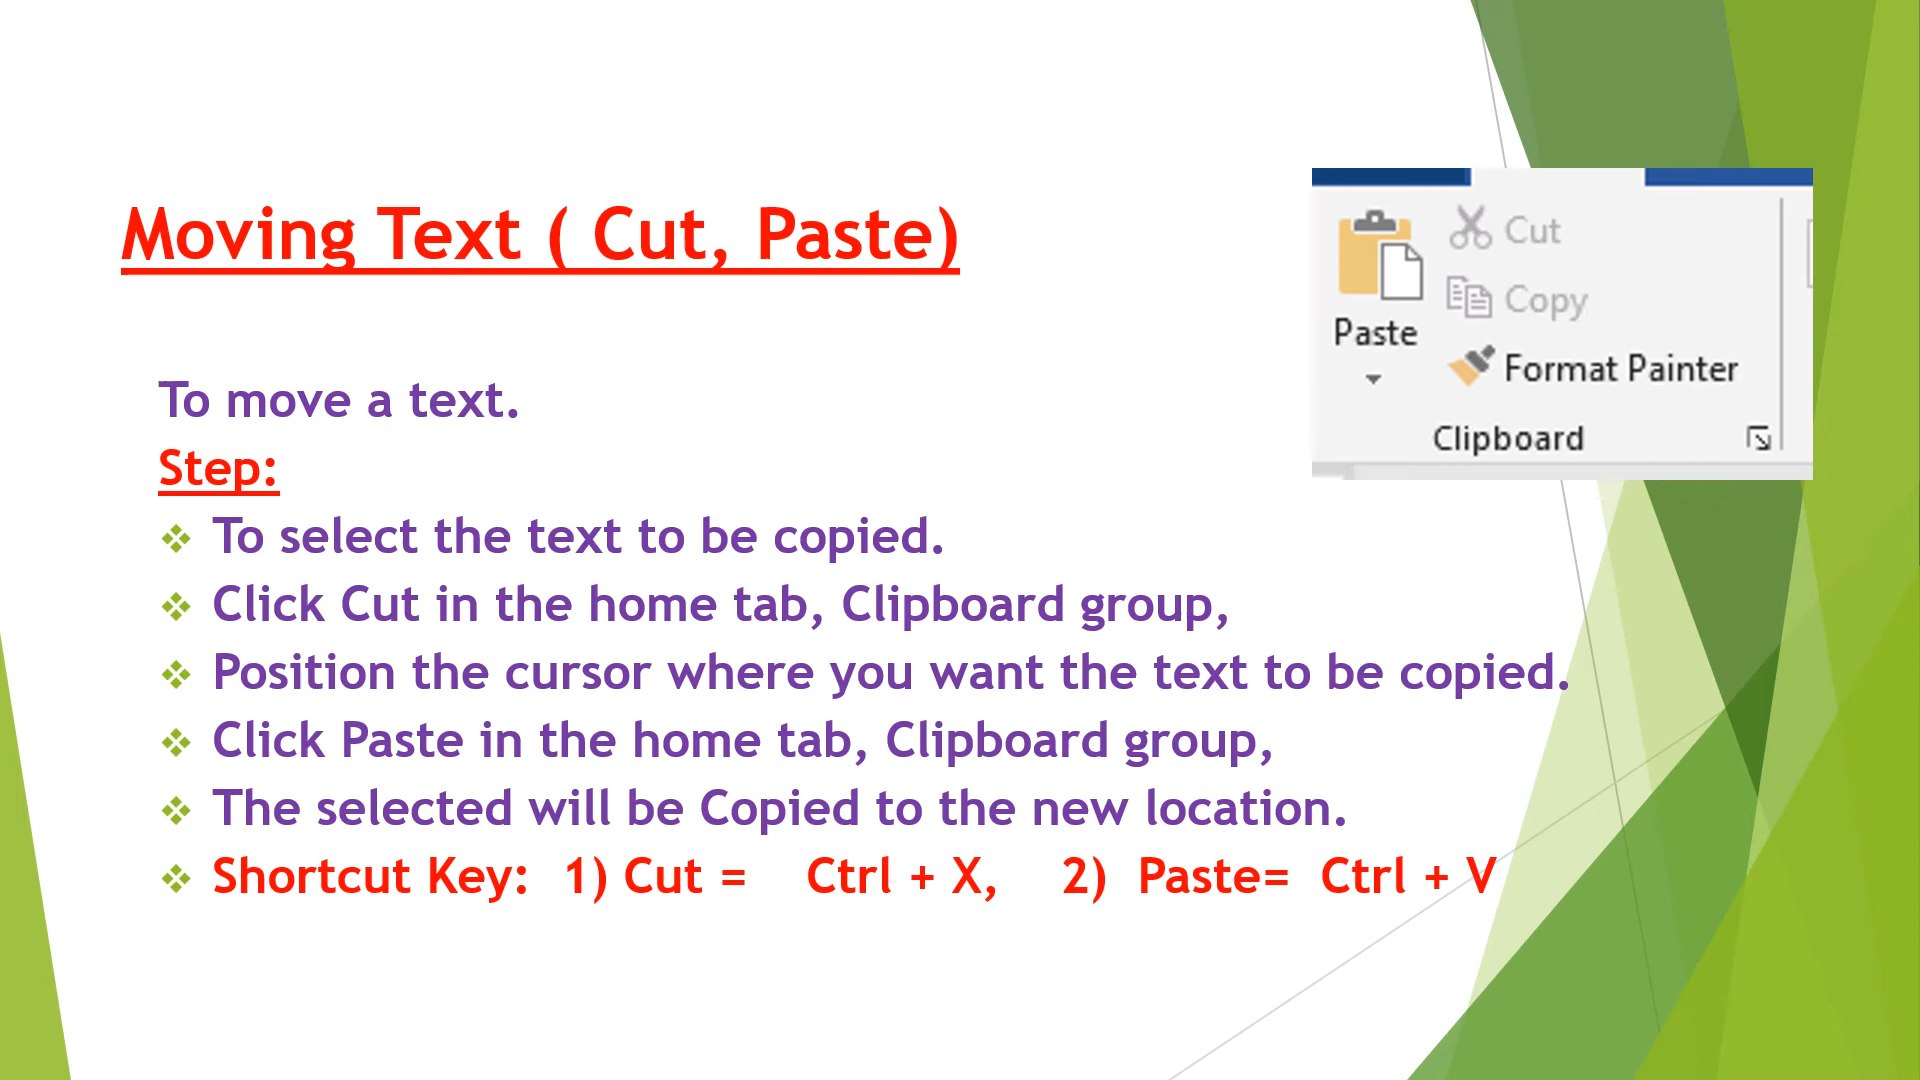 Moving Text ( Cut, Paste)
Cut
Copy
Paste
Format Painter
Clipboard
To move a text.
Step:
To select the text to be copied.
Click Cut in the home tab, Clipboard group,
Position the cursor where you want the text to be copied.
Click Paste in the home tab, Clipboard group,
The selected will be Copied to the new location.
Shortcut Key: 1) Cut = Ctrl + X, 2) Paste= Ctrl + V